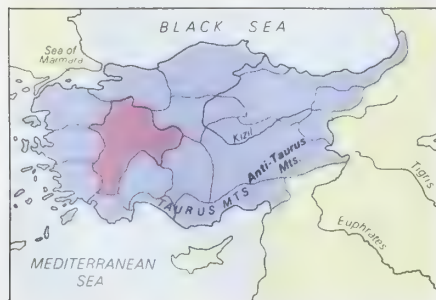 BLACK SEA
Sea of
Marmara
Kizil
Anti-Taurus
Mts.
TAURUS MTS.
Tigris
Euphrates
MEDITERRANEAN
SEA